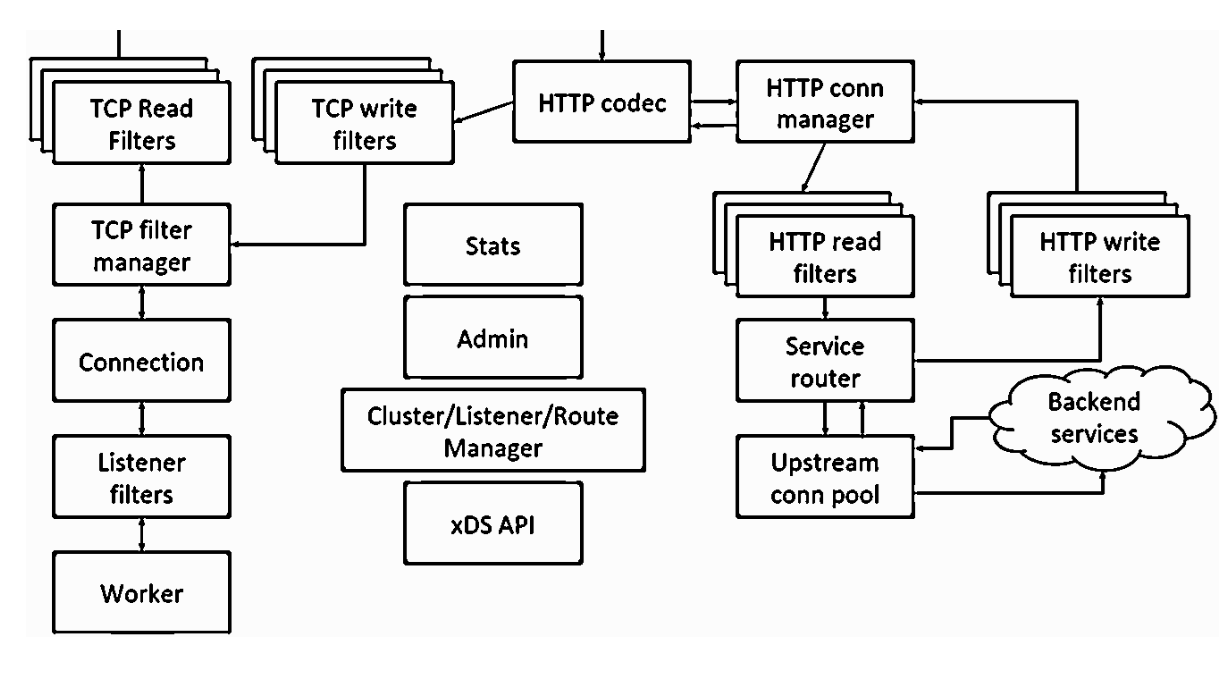 TCP Read
Filters
TCP write
filters
HTTP codec
HTTP conn
manager
TCP filter
manager
Stats
HTTP read
filters
HTTP write
filters
Connection
Admin
Service
router
Cluster/Listener/Route
Manager
Backend
services
Listener
filters
xDS API
Upstream
conn pool
Worker